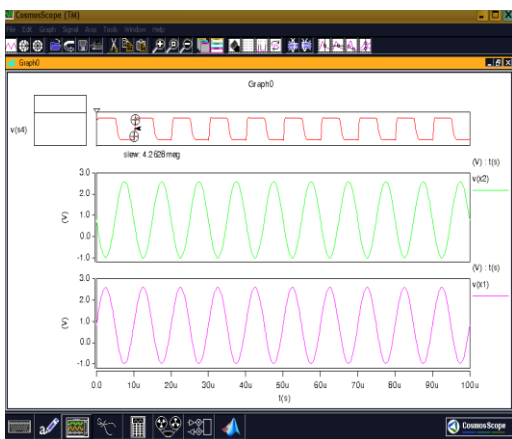 CosmosScope (TM)
File Edit Graph Signal Axis Tools Window Help
Graph0
Graph0
v(s4)
slew: 4.2628meg
(V) : t(s)
v(x2)
3.0
2.0
1.0
0.0
-1.0
(V)
(V) : t(s)
v(x1)
3.0
2.0
1.0
0.0
-1.0
(V)
0.0 10u 20u 30u 40u 50u 60u 70u 80u 90u 100u
t(s)
CosmosScope